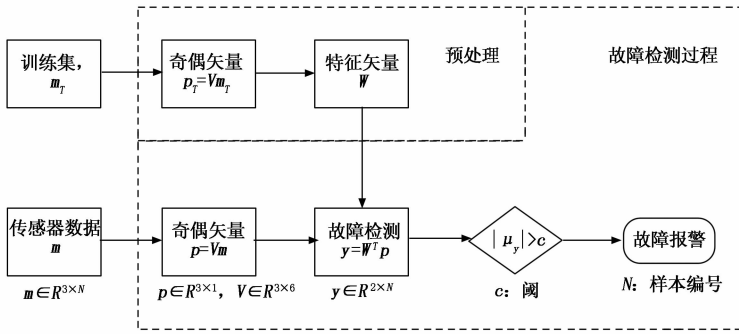 训练集，
m_T
奇偶矢量
p_T=Vm_T
特征矢量
W
预处理
故障检测过程
传感器数据
m
奇偶矢量
p=Vm
故障检测
y=W^T p
|μ_y|>c
故障报警
m∈R^{3×N}
p∈R^{3×1}，V∈R^{3×6}
y∈R^{2×N}
c：阈
N：样本编号